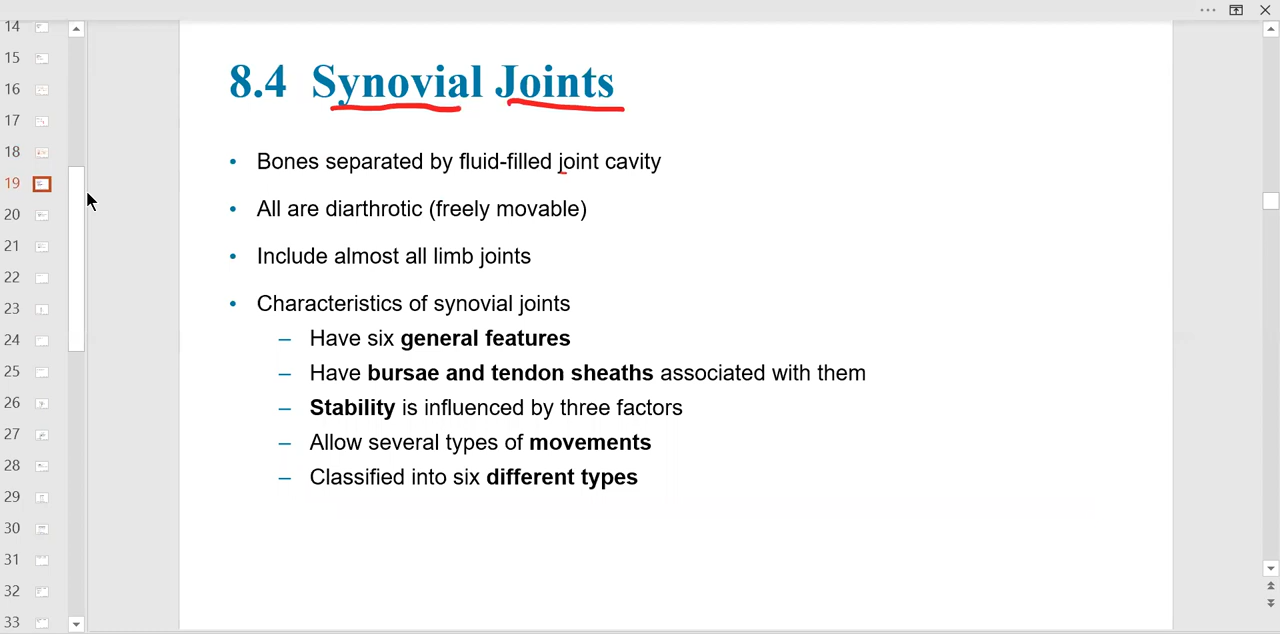 14
15
16
17
18
19
20
21
22
23
24
25
26
27
28
29
30
31
32
33
8.4 Synovial Joints
• Bones separated by fluid-filled joint cavity
• All are diarthrotic (freely movable)
• Include almost all limb joints
• Characteristics of synovial joints
– Have six general features
– Have bursae and tendon sheaths associated with them
– Stability is influenced by three factors
– Allow several types of movements
– Classified into six different types